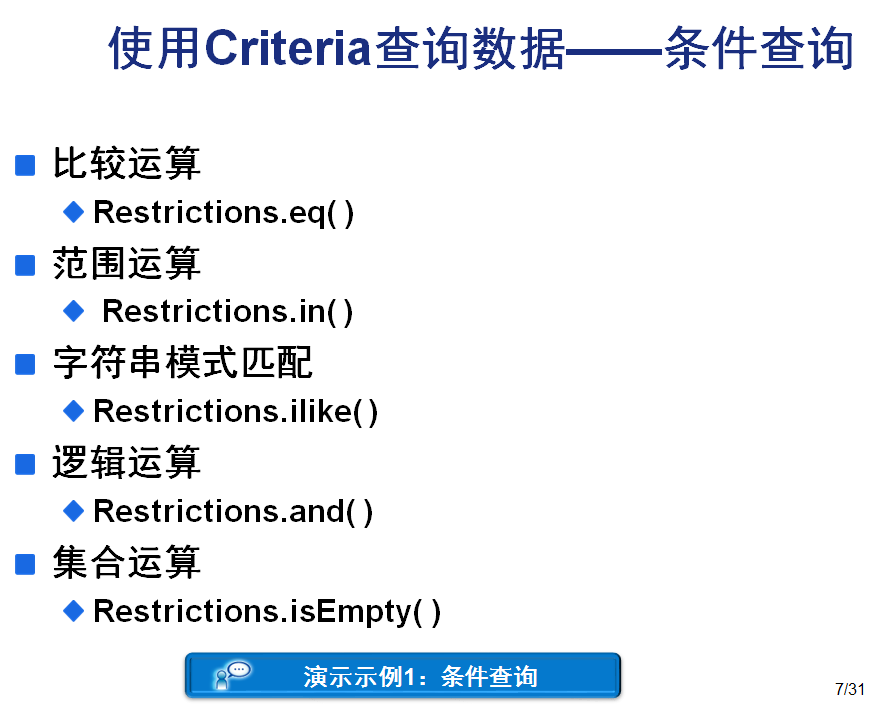 使用Criteria查询数据——条件查询
比较运算
Restrictions.eq( )
范围运算
Restrictions.in( )
字符串模式匹配
Restrictions.ilike( )
逻辑运算
Restrictions.and( )
集合运算
Restrictions.isEmpty( )
演示示例1：条件查询
7/31